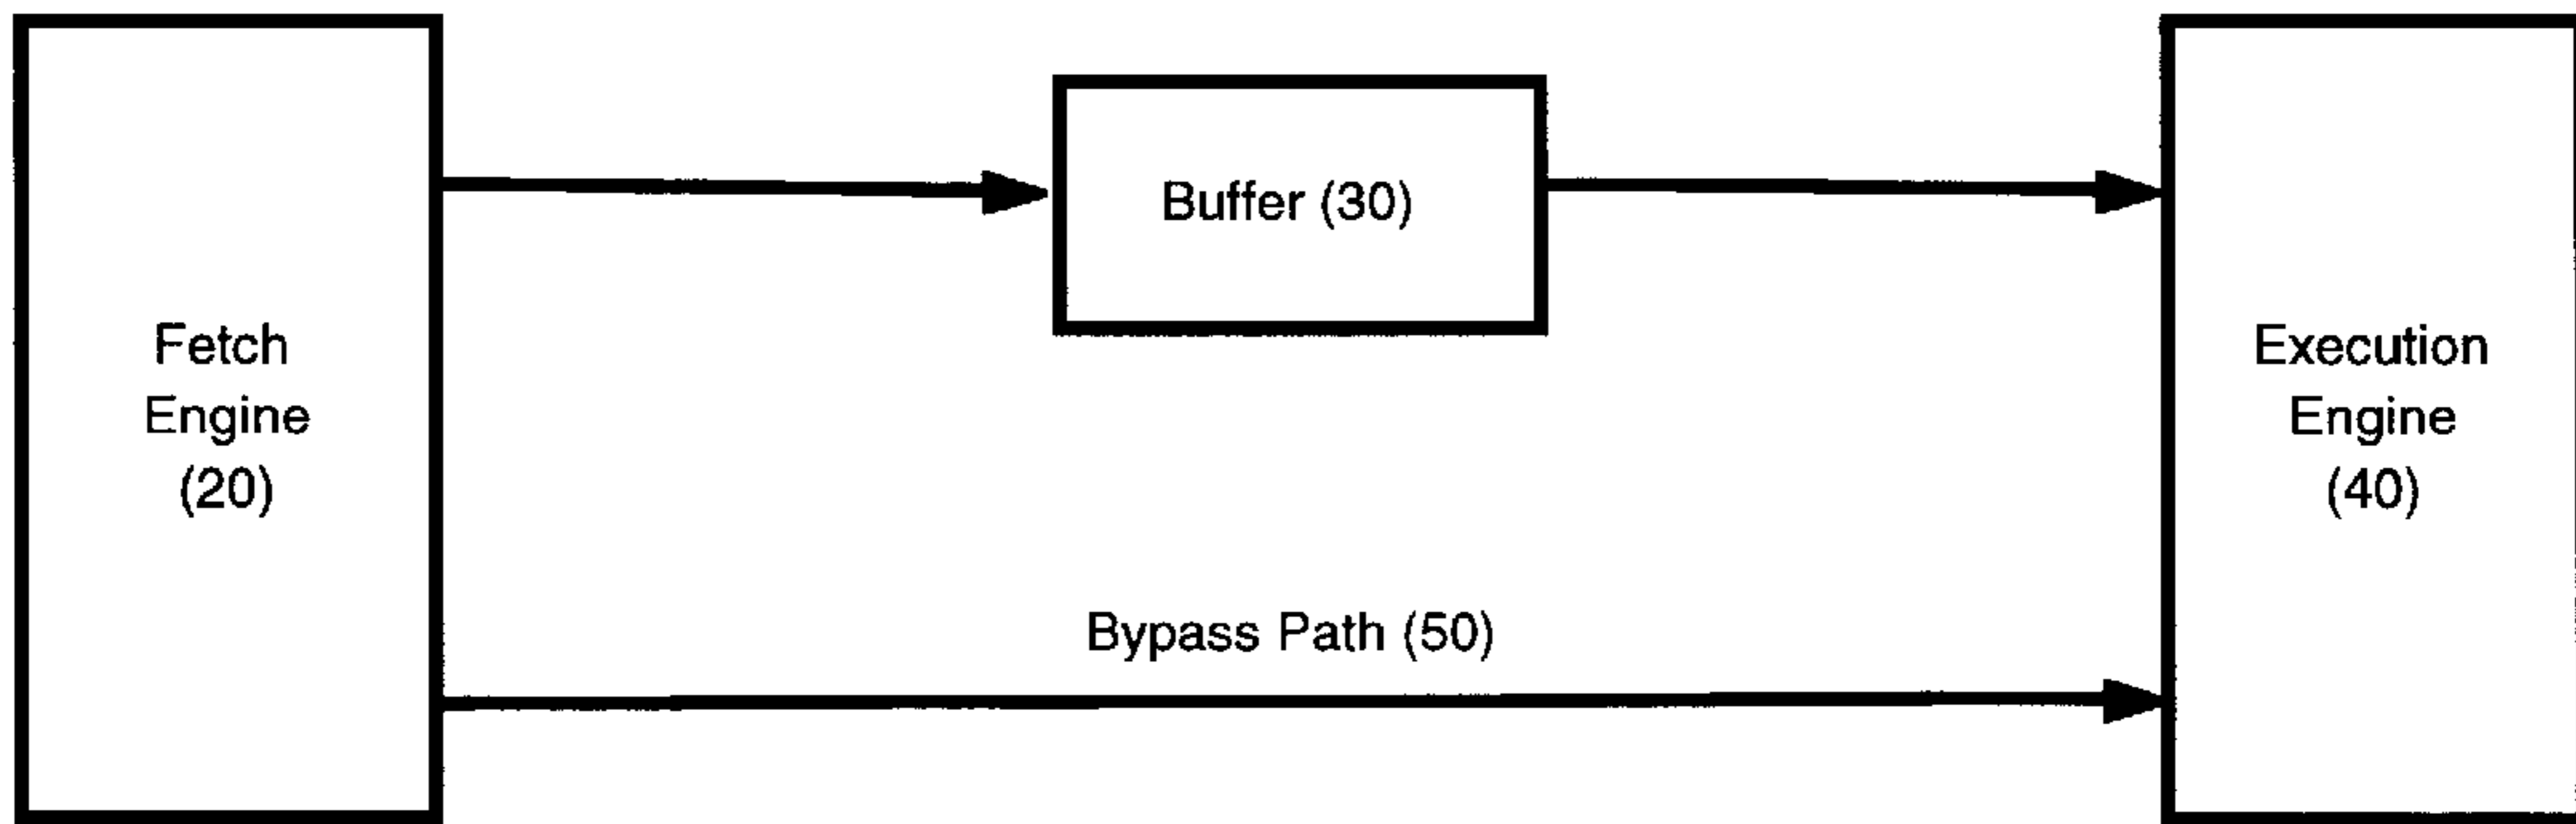 Fetch
Engine
(20)
Buffer (30)
Bypass Path (50)
Execution
Engine
(40)